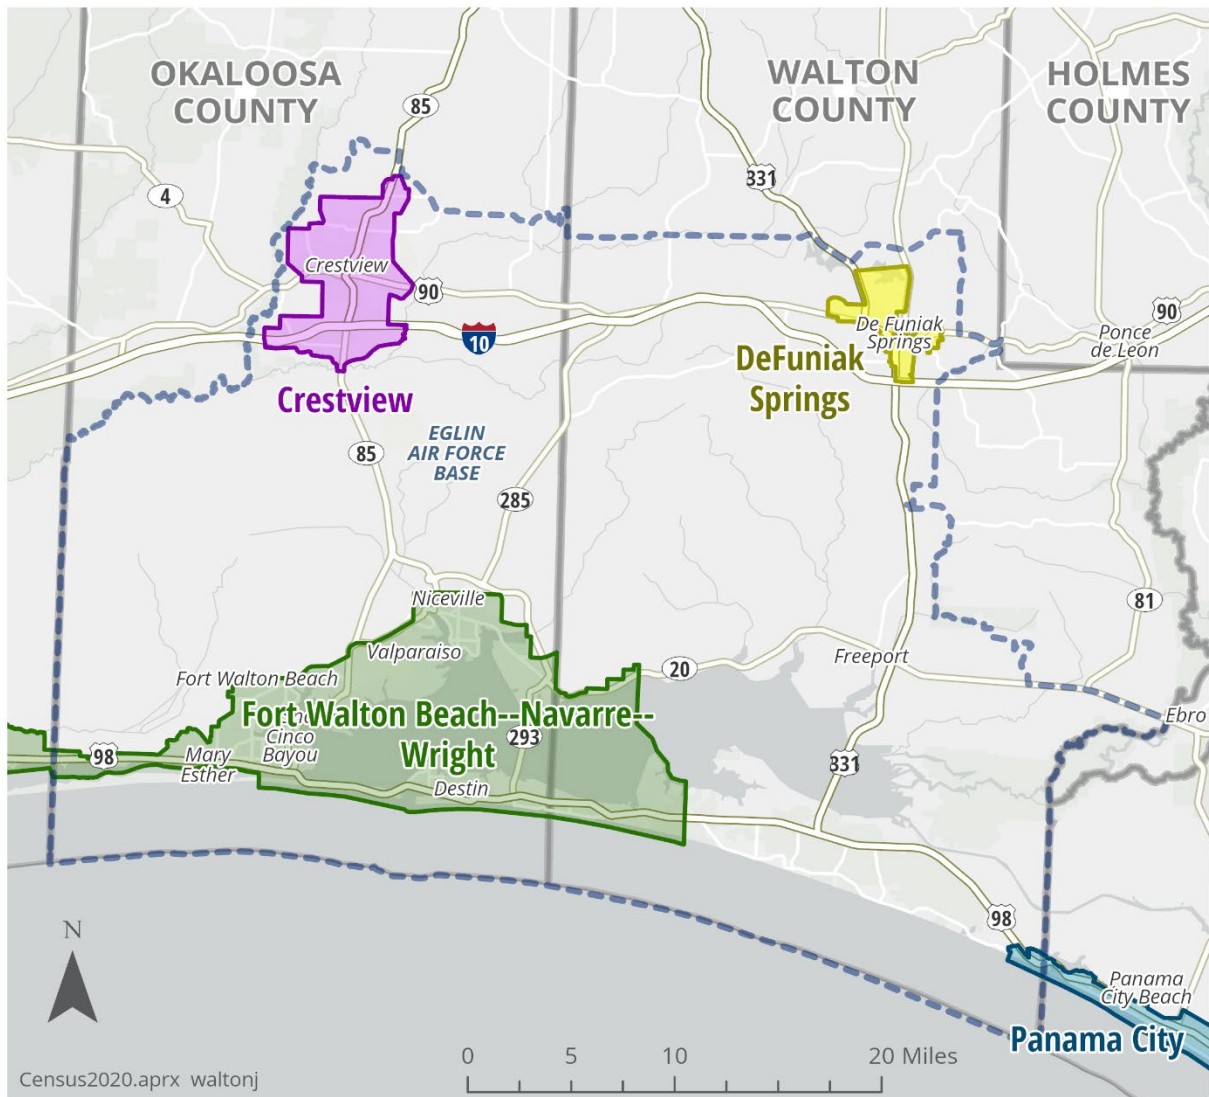 OKALOOSA
COUNTY
WALTON
COUNTY
HOLMES
COUNTY
85
4
331
Crestview
90
10
De Funiak
Springs
90
Ponce
de Leon
DeFuniak
Springs
Crestview
EGLIN
AIR FORCE
BASE
85
285
Niceville
81
Valparaiso
Freeport
20
Fort Walton Beach
Fort Walton Beach--Navarre--
Wright
Cinco
Bayou
293
98
Mary
Esther
Destin
331
Ebro
N
98
Panama
City Beach
Panama City
0 5 10 20 Miles
Census2020.aprx waltonj